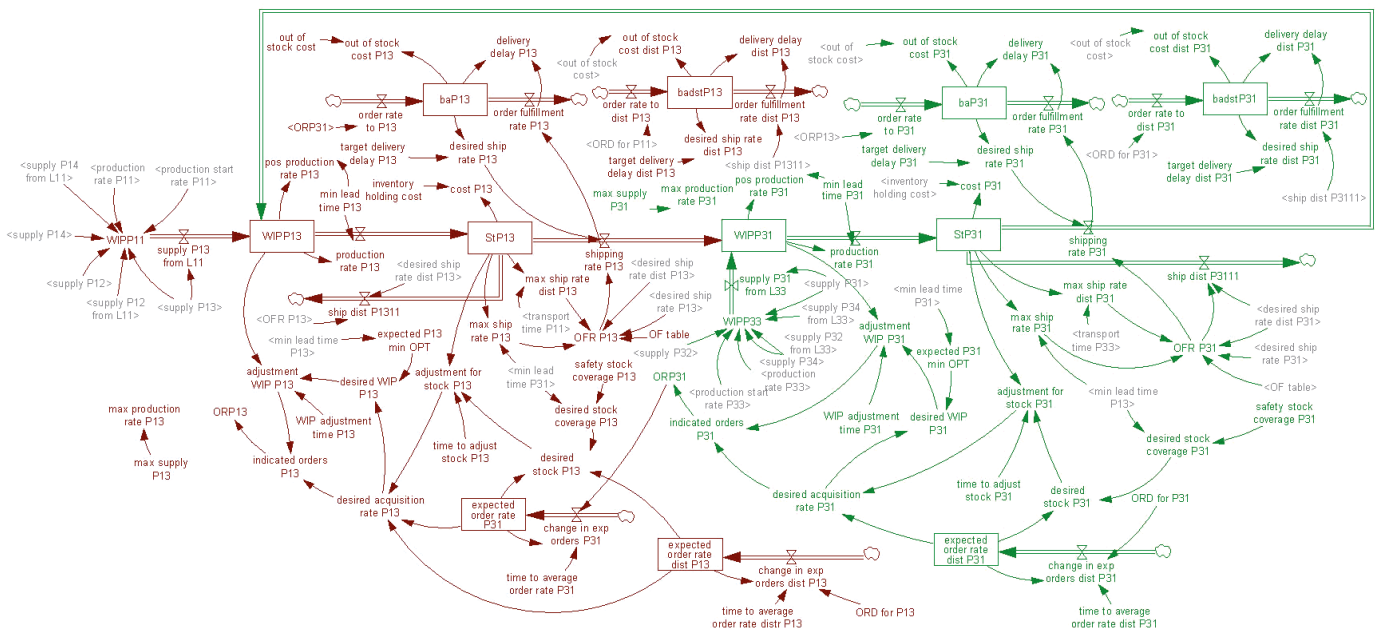 out of
stock cost
out of stock
cost P13
delivery
delay P13
baP13
order rate
to P13
order fulfillment
rate P13
<ORP31>
target delivery
delay P13
desired ship
rate P13
out of stock
cost dist P13
delivery delay
dist P13
<out of
stock cost>
badstP13
order rate to
dist P13
order fulfillment
rate dist P13
<ORD for P11>
desired ship
rate dist P13
target delivery
delay dist P13
<ship dist P1311>
<out of
stock cost>
out of stock
cost P31
delivery
delay P31
baP31
order rate
to P31
order fulfillment
rate P31
<ORP13>
target delivery
delay P31
desired ship
rate P31
<out of
stock cost>
out of stock
cost dist P31
delivery delay
dist P31
badstP31
order rate to
dist P31
order fulfillment
rate dist P31
<ORD for P31>
desired ship
rate dist P31
target delivery
delay dist P31
<ship dist P3111>
<supply P14
from L11>
<production
rate P11>
<production start
rate P11>
<supply P14>
WIPP11
<supply P12>
<supply P12
from L11>
<supply P13>
supply P13
from L11
pos production
rate P13
min lead
time P13
WIPP13
production
rate P13
inventory
holding cost
cost P13
StP13
shipping
rate P13
<desired ship
rate dist P13>
ship dist P1311
<OFR P13>
<min lead time
P13>
expected P13
min OPT
max ship rate
dist P13
<transport
time P11>
max ship
rate P13
<desired ship
rate dist P13>
<desired ship
rate P13>
OFR P13
OF table
<min lead
time P31>
safety stock
coverage P13
desired stock
coverage P13
adjustment
WIP P13
desired WIP
P13
adjustment for
stock P13
WIP adjustment
time P13
time to adjust
stock P13
desired
stock P13
ORP13
indicated orders
P13
max production
rate P13
max supply
P13
desired acquisition
rate P13
expected
order rate
P31
change in exp
orders P31
time to average
order rate P31
expected
order rate
dist P13
change in exp
orders dist P13
time to average
order rate distr P13
ORD for P13
max supply
P31
max production
rate P31
pos production
rate P31
min lead
time P31
WIPP31
production
rate P31
<inventory
holding cost>
cost P31
StP31
shipping
rate P31
ship dist P3111
supply P31
from L33
<supply P31>
<supply P34
from L33>
WIPP33
<supply P32
from L33>
<supply P32>
<supply P34>
<production
rate P33>
<production start
rate P33>
<min lead time
P31>
adjustment
WIP P31
expected P31
min OPT
max ship rate
dist P31
max ship
rate P31
<transport
time P33>
<desired ship
rate dist P31>
<desired ship
rate P31>
OFR P31
<OF table>
<min lead time
P13>
safety stock
coverage P31
desired stock
coverage P31
adjustment for
stock P31
ORP31
indicated orders
P31
WIP adjustment
time P31
desired WIP
P31
time to adjust
stock P31
desired
stock P31
ORD for P31
desired acquisition
rate P31
expected
order rate
dist P31
change in exp
orders dist P31
time to average
order rate dist P31